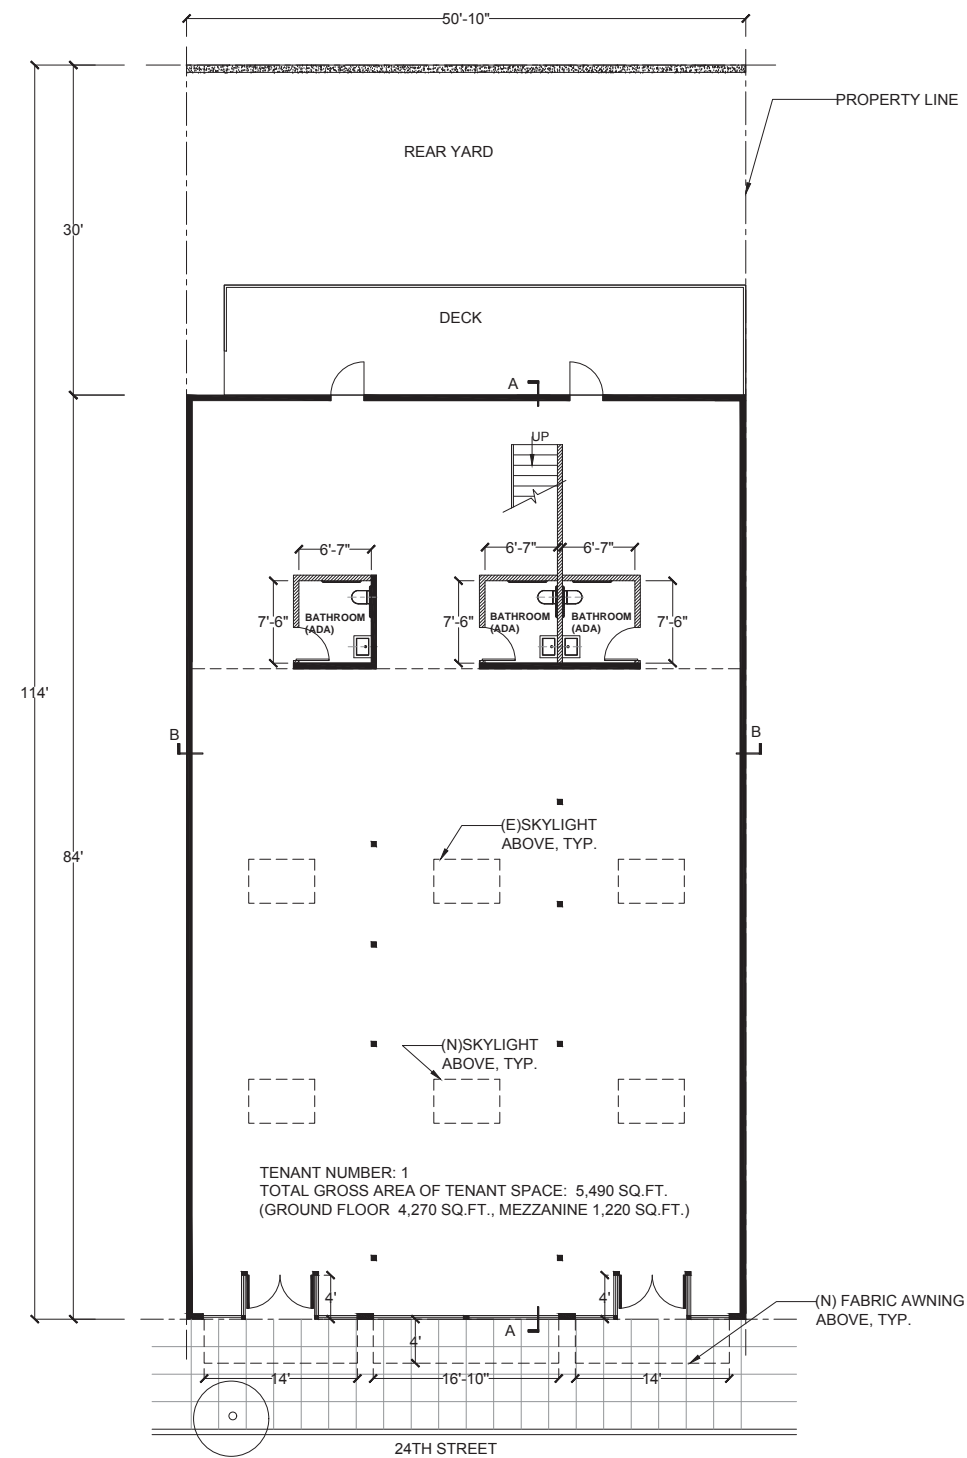 50'-10"
PROPERTY LINE
REAR YARD
30'
DECK
A
UP
6'-7"
6'-7"
6'-7"
7'-6"
BATHROOM
(ADA)
7'-6"
BATHROOM
(ADA)
BATHROOM
(ADA)
7'-6"
114'
B
B
(E)SKYLIGHT
ABOVE, TYP.
84'
(N)SKYLIGHT
ABOVE, TYP.
TENANT NUMBER: 1
TOTAL GROSS AREA OF TENANT SPACE: 5,490 SQ.FT.
(GROUND FLOOR 4,270 SQ.FT., MEZZANINE 1,220 SQ.FT.)
4'
4'
(N) FABRIC AWNING
ABOVE, TYP.
A
4'
14'
16'-10"
14'
24TH STREET